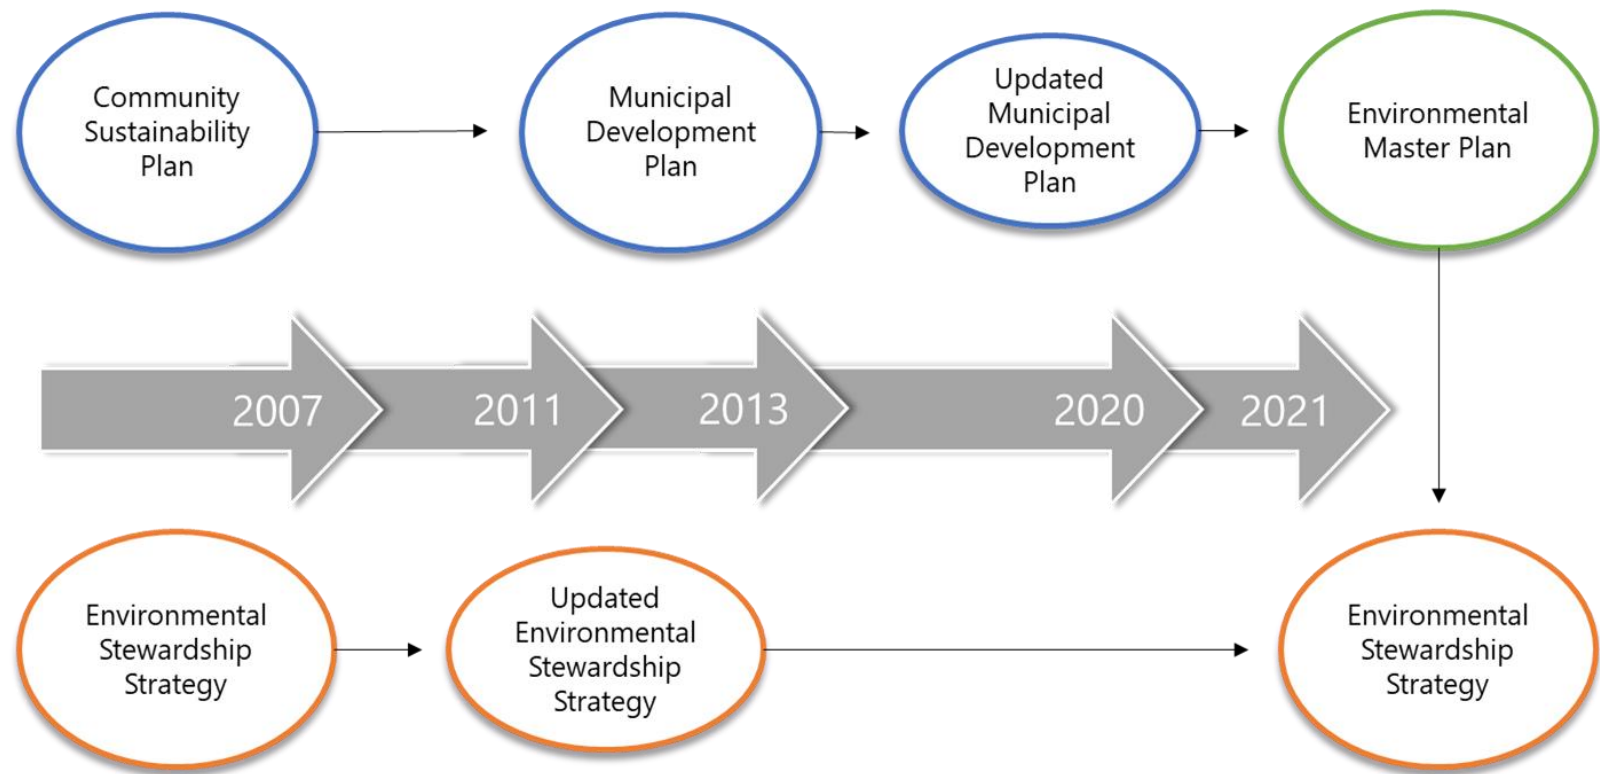 Community
Sustainability
Plan
Municipal
Development
Plan
Updated
Municipal
Development
Plan
Environmental
Master Plan
2007
2011
2013
2020
2021
Environmental
Stewardship
Strategy
Updated
Environmental
Stewardship
Strategy
Environmental
Stewardship
Strategy